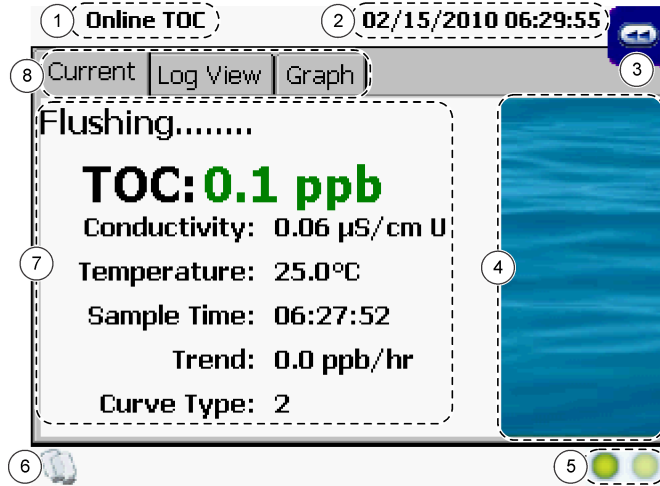 1 Online TOC 2 02/15/2010 06:29:55
3
8 Current Log View Graph
Flushing........
TOC: 0.1 ppb
Conductivity: 0.06 µS/cm U
7 Temperature: 25.0°C 4
Sample Time: 06:27:52
Trend: 0.0 ppb/hr
Curve Type: 2
6 5